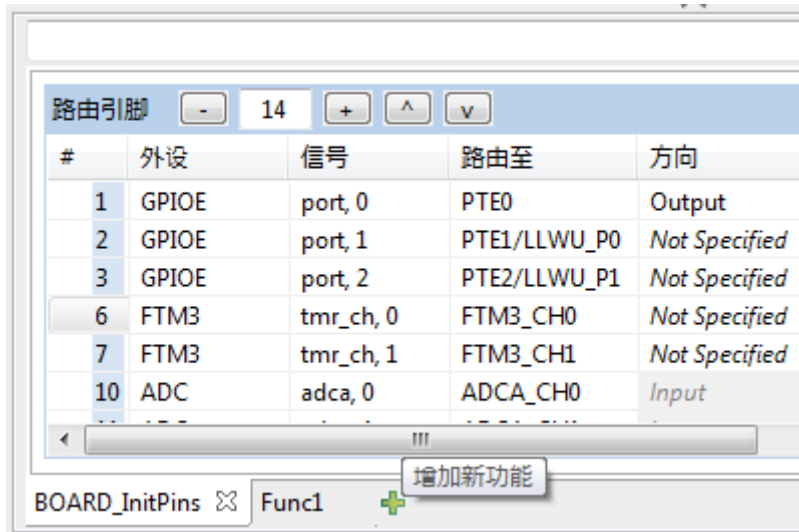 路由引脚 - 14 + ^ v
# 外设 信号 路由至 方向
1 GPIOE port, 0 PTE0 Output
2 GPIOE port, 1 PTE1/LLWU_P0 Not Specified
3 GPIOE port, 2 PTE2/LLWU_P1 Not Specified
6 FTM3 tmr_ch, 0 FTM3_CH0 Not Specified
7 FTM3 tmr_ch, 1 FTM3_CH1 Not Specified
10 ADC adca, 0 ADCA_CH0 Input
增加新功能
BOARD_InitPins Func1